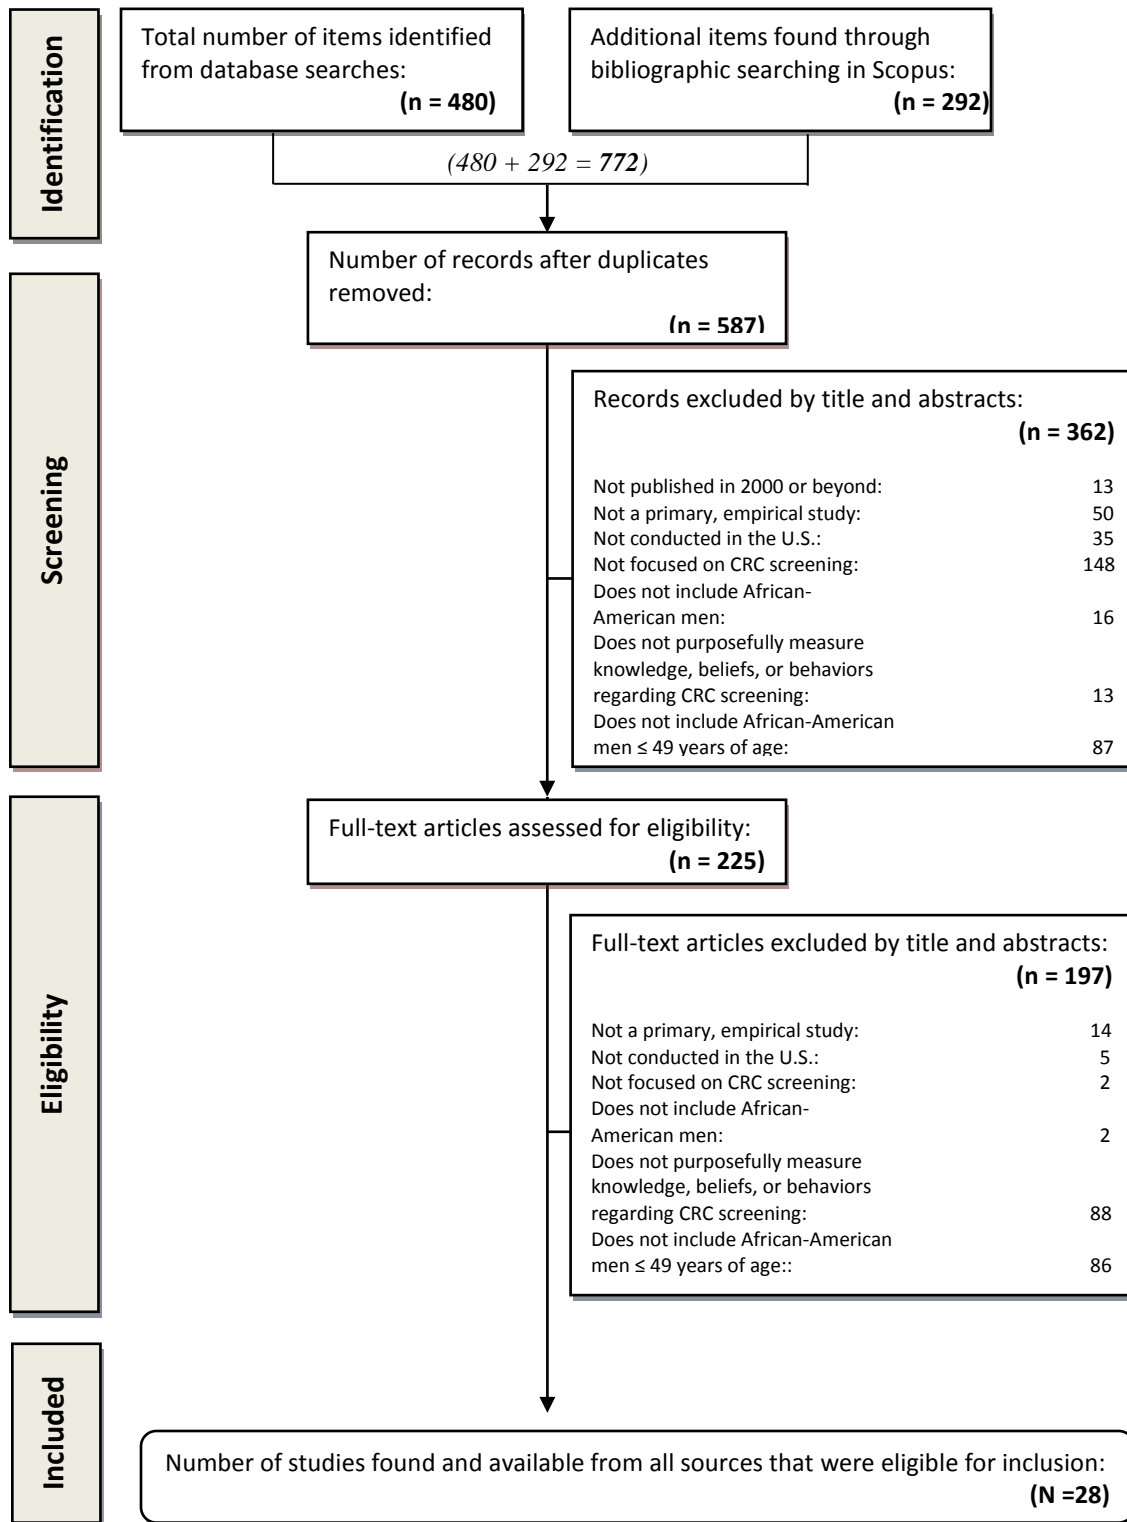 Identification
Total number of items identified
from database searches:
(n = 480)
Additional items found through
bibliographic searching in Scopus:
(n = 292)
(480 + 292 = 772)
Number of records after duplicates
removed:
(n = 587)
Screening
Records excluded by title and abstracts:
(n = 362)
Not published in 2000 or beyond: 13
Not a primary, empirical study: 50
Not conducted in the U.S.: 35
Not focused on CRC screening: 148
Does not include African-
American men: 16
Does not purposefully measure
knowledge, beliefs, or behaviors
regarding CRC screening: 13
Does not include African-American
men ≤ 49 years of age: 87
Eligibility
Full-text articles assessed for eligibility:
(n = 225)
Full-text articles excluded by title and abstracts:
(n = 197)
Not a primary, empirical study: 14
Not conducted in the U.S.: 5
Not focused on CRC screening: 2
Does not include African-
American men: 2
Does not purposefully measure
knowledge, beliefs, or behaviors
regarding CRC screening: 88
Does not include African-American
men ≤ 49 years of age:: 86
Included
Number of studies found and available from all sources that were eligible for inclusion:
(N =28)